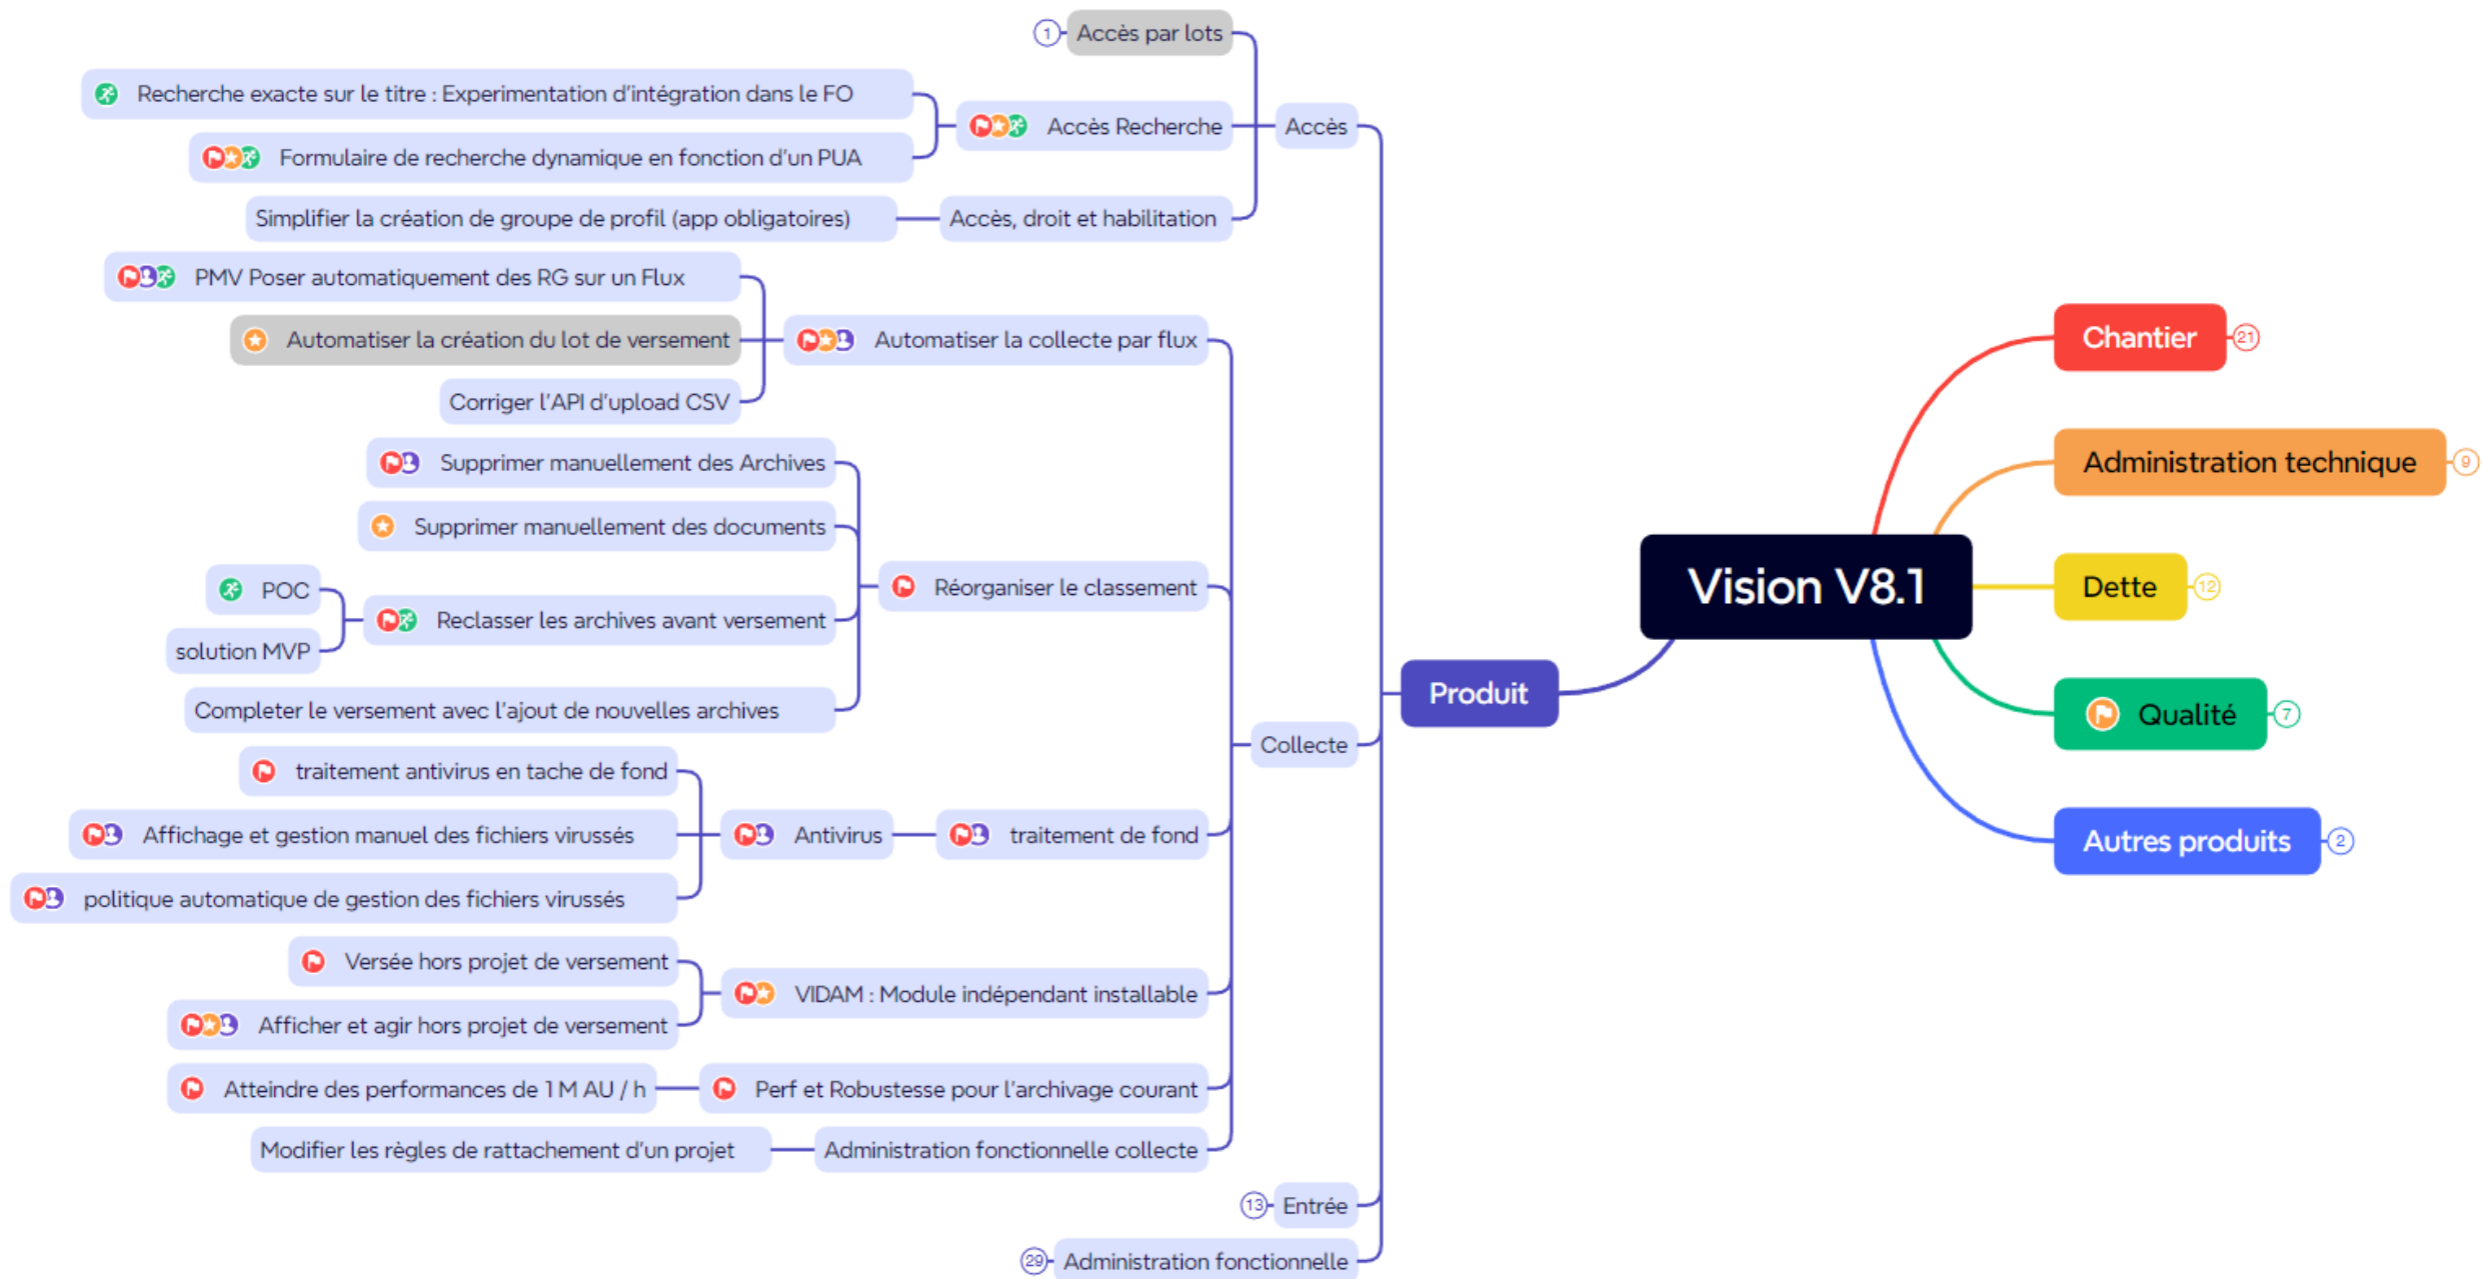 Vision V8.1
Chantier
21
Administration technique
9
Dette
12
Qualité
7
Autres produits
2
Produit
Accès
Accès par lots
1
Accès Recherche
Recherche exacte sur le titre : Experimentation d'intégration dans le FO
Formulaire de recherche dynamique en fonction d'un PUA
Accès, droit et habilitation
Simplifier la création de groupe de profil (app obligatoires)
Collecte
Automatiser la collecte par flux
PMV Poser automatiquement des RG sur un Flux
Automatiser la création du lot de versement
Corriger l'API d'upload CSV
Réorganiser le classement
Supprimer manuellement des Archives
Supprimer manuellement des documents
Reclasser les archives avant versement
POC
solution MVP
Completer le versement avec l'ajout de nouvelles archives
traitement de fond
Antivirus
traitement antivirus en tache de fond
Affichage et gestion manuel des fichiers virussés
politique automatique de gestion des fichiers virussés
VIDAM : Module indépendant installable
Versée hors projet de versement
Afficher et agir hors projet de versement
Perf et Robustesse pour l'archivage courant
Atteindre des performances de 1 M AU / h
Administration fonctionnelle collecte
Modifier les règles de rattachement d'un projet
Entrée
13
Administration fonctionnelle
29